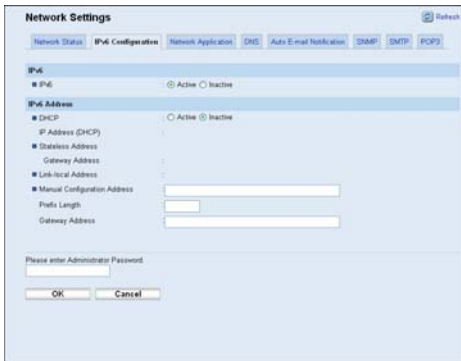 Network Settings
Refresh
Network Status IPv6 Configuration Network Application DNS Auto E-mail Notification SNMP SMTP POP3
IPv6
IPv6 : Active Inactive
IPv6 Address
DHCP : Active Inactive
IP Address (DHCP) :
Stateless Address :
Gateway Address :
Link-local Address :
Manual Configuration Address :
Prefix Length :
Gateway Address :
Please enter Administrator Password.
OK Cancel